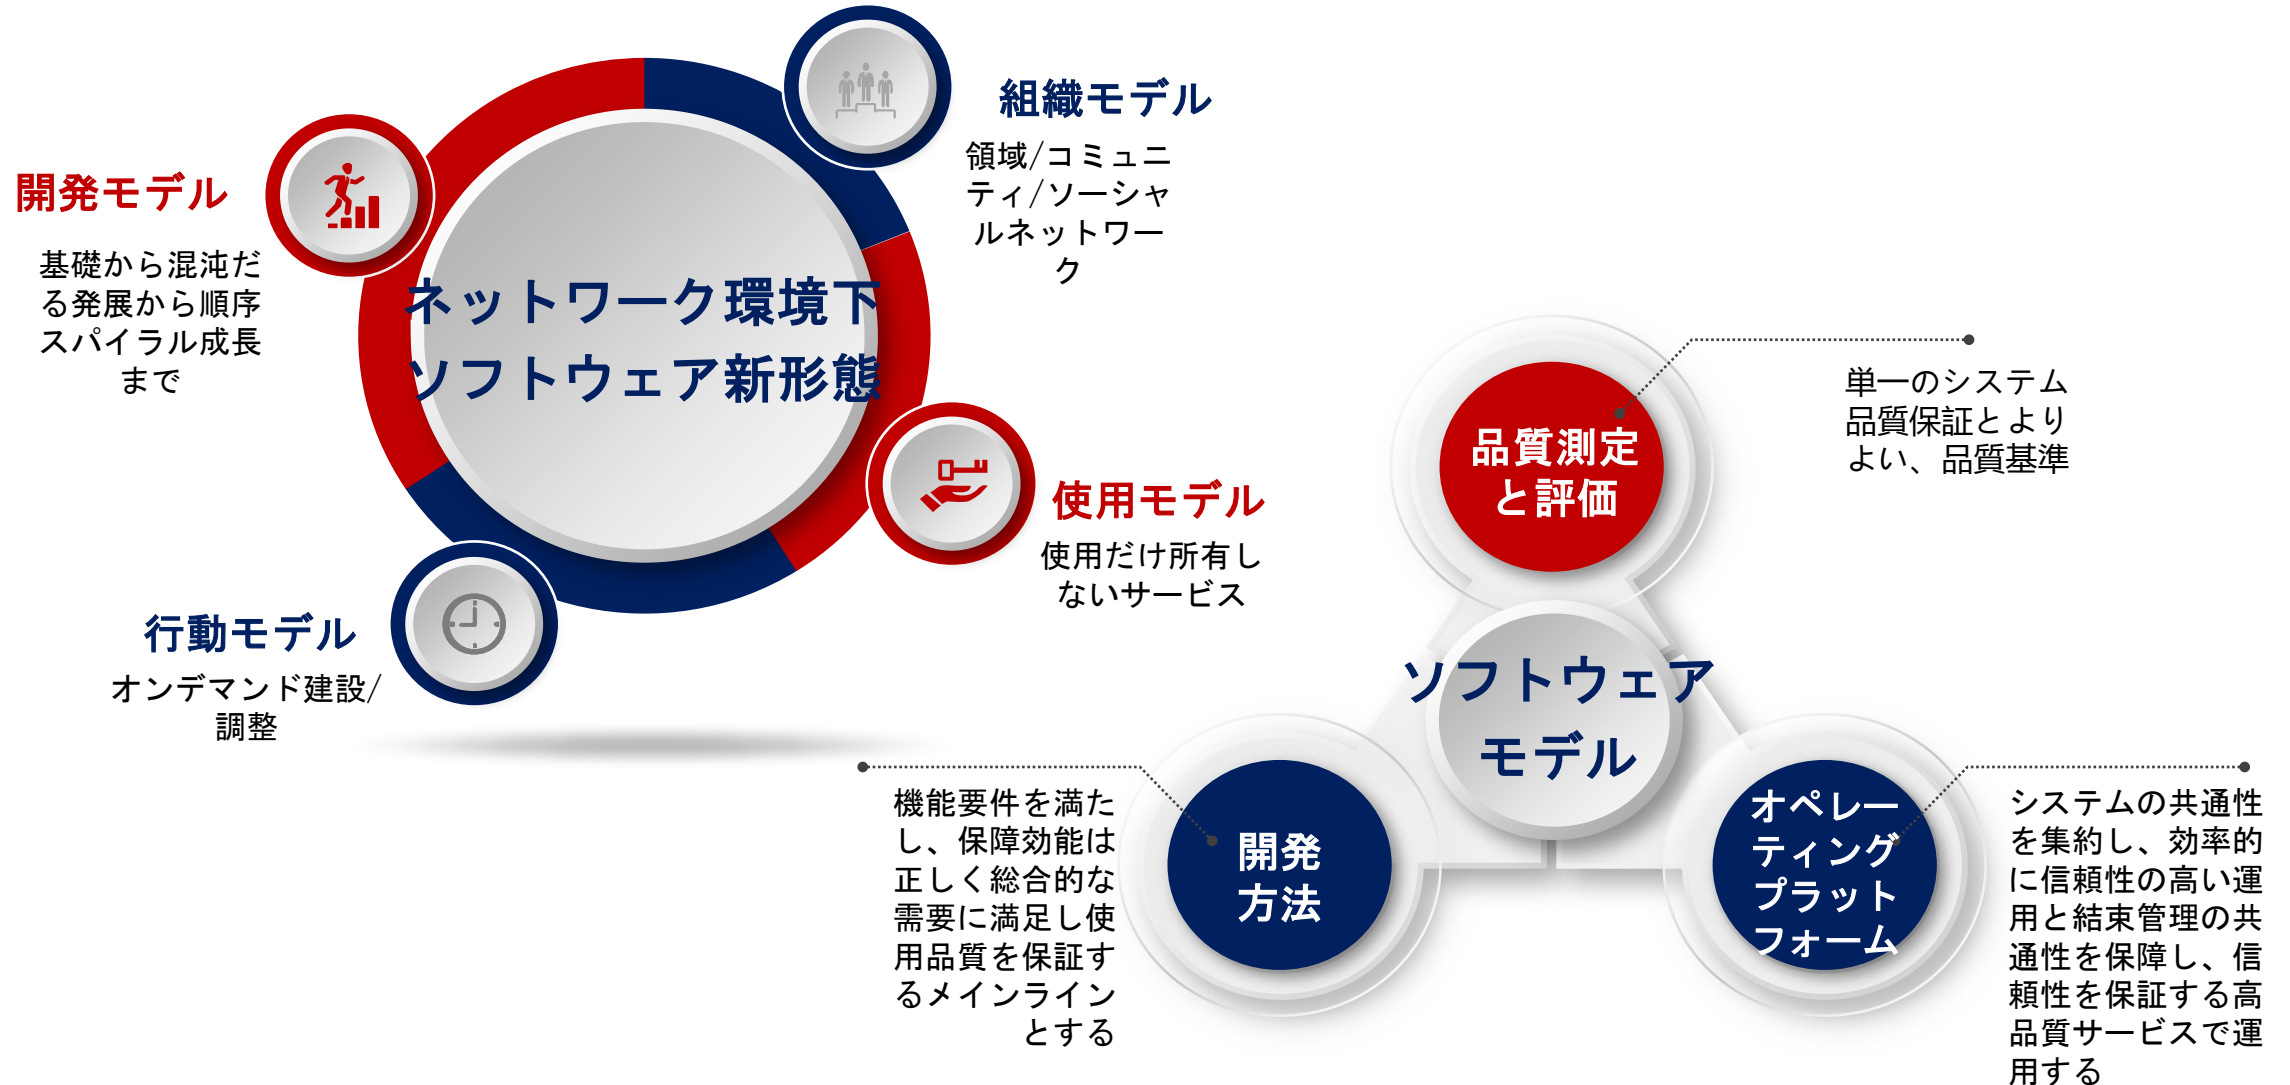 組織モデル
領域/コミュニ
ティ/ソーシャ
ルネットワー
ク
開発モデル
基礎から混沌だ
る発展から順序
スパイラル成長
まで
ネットワーク環境下
ソフトウェア新形態
使用モデル
使用だけ所有し
ないサービス
行動モデル
オンデマンド建設/
調整
単一のシステム
品質保証とより
よい、品質基準
品質測定
と評価
ソフトウェア
モデル
機能要件を満た
し、保障効能は
正しく総合的な
需要に満足し使
用品質を保証す
るメインライン
とする
開発
方法
オペレー
ティング
プラット
フォーム
システムの共通性
を集約し、効率的
に信頼性の高い運
用と結束管理の共
通性を保障し、信
頼性を保証する高
品質サービスで運
用する